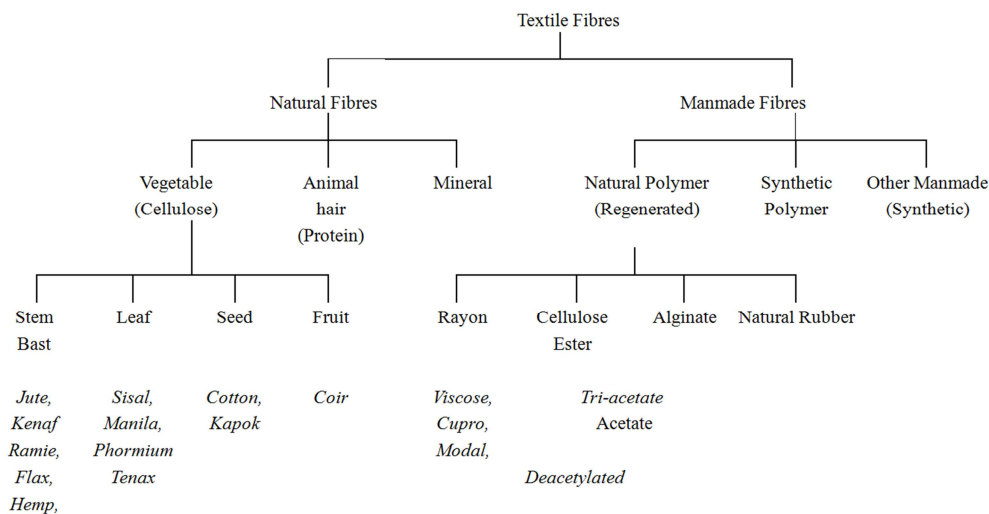 Textile Fibres
Natural Fibres
Manmade Fibres
Vegetable
(Cellulose)
Animal
hair
(Protein)
Mineral
Natural Polymer
(Regenerated)
Synthetic
Polymer
Other Manmade
(Synthetic)
Stem
Bast
Leaf
Seed
Fruit
Rayon
Cellulose
Ester
Alginate
Natural Rubber
Jute,
Kenaf
Ramie,
Flax,
Hemp,
Sisal,
Manila,
Phormium
Tenax
Cotton,
Kapok
Coir
Viscose,
Cupro,
Modal,
Tri-acetate
Acetate
Deacetylated